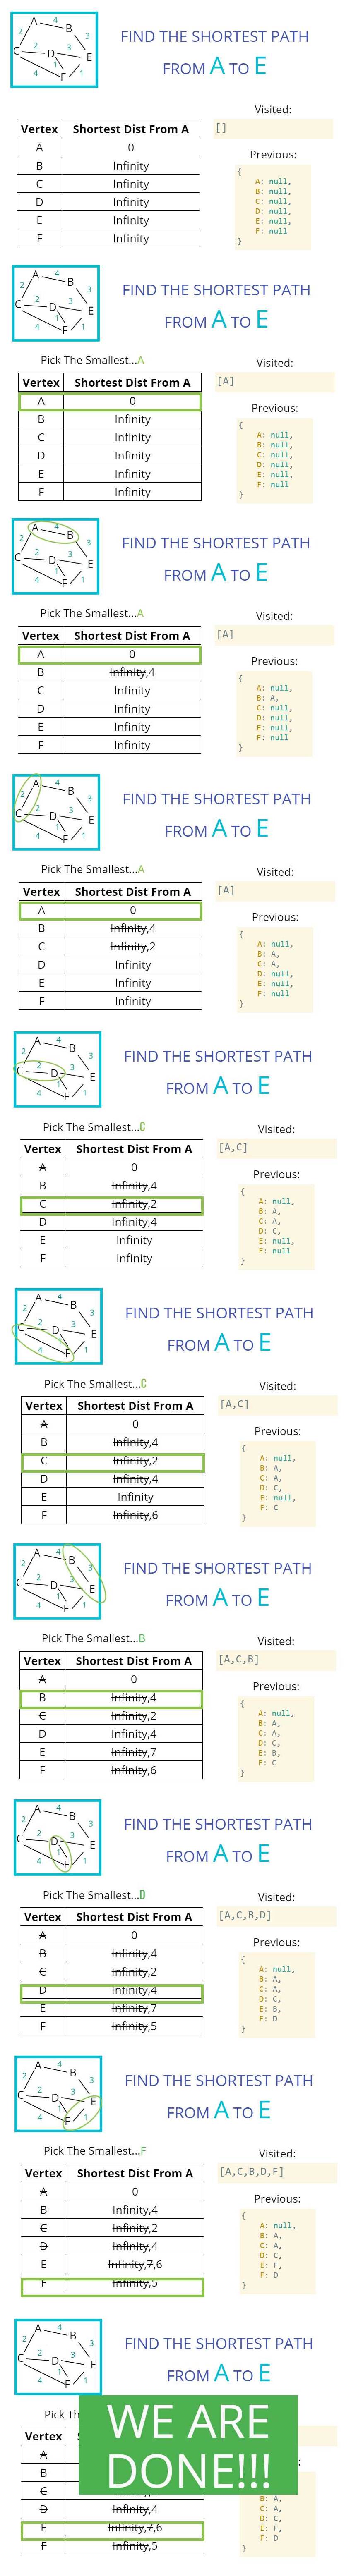 A 4 B
2 3
2 3
C D E
1
4 F 1
FIND THE SHORTEST PATH
FROM A TO E
Vertex Shortest Dist From A
A 0
B Infinity
C Infinity
D Infinity
E Infinity
F Infinity
Visited:
[]
Previous:
{
A: null,
B: null,
C: null,
D: null,
E: null,
F: null
}
A 4 B
2 3
2 3
C D E
1
4 F 1
FIND THE SHORTEST PATH
FROM A TO E
Pick The Smallest...A
Vertex Shortest Dist From A
A 0
B Infinity
C Infinity
D Infinity
E Infinity
F Infinity
Visited:
[A]
Previous:
{
A: null,
B: null,
C: null,
D: null,
E: null,
F: null
}
A 4 B
2 3
2 3
C D E
1
4 F 1
FIND THE SHORTEST PATH
FROM A TO E
Pick The Smallest...A
Vertex Shortest Dist From A
A 0
B Infinity,4
C Infinity
D Infinity
E Infinity
F Infinity
Visited:
[A]
Previous:
{
A: null,
B: A,
C: null,
D: null,
E: null,
F: null
}
A 4 B
2 3
2 3
C D E
1
4 F 1
FIND THE SHORTEST PATH
FROM A TO E
Pick The Smallest...A
Vertex Shortest Dist From A
A 0
B Infinity,4
C Infinity,2
D Infinity
E Infinity
F Infinity
Visited:
[A]
Previous:
{
A: null,
B: A,
C: A,
D: null,
E: null,
F: null
}
A 4 B
2 3
2 3
C D E
1
4 F 1
FIND THE SHORTEST PATH
FROM A TO E
Pick The Smallest...C
Vertex Shortest Dist From A
A 0
B Infinity,4
C Infinity,2
D Infinity,4
E Infinity
F Infinity
Visited:
[A,C]
Previous:
{
A: null,
B: A,
C: A,
D: C,
E: null,
F: null
}
A 4 B
2 3
2 3
C D E
1
4 F 1
FIND THE SHORTEST PATH
FROM A TO E
Pick The Smallest...C
Vertex Shortest Dist From A
A 0
B Infinity,4
C Infinity,2
D Infinity,4
E Infinity
F Infinity,6
Visited:
[A,C]
Previous:
{
A: null,
B: A,
C: A,
D: C,
E: null,
F: C
}
A 4 B
2 3
2 3
C D E
1
4 F 1
FIND THE SHORTEST PATH
FROM A TO E
Pick The Smallest...B
Vertex Shortest Dist From A
A 0
B Infinity,4
C Infinity,2
D Infinity,4
E Infinity,7
F Infinity,6
Visited:
[A,C,B]
Previous:
{
A: null,
B: A,
C: A,
D: C,
E: B,
F: C
}
A 4 B
2 3
2 3
C D E
1
4 F 1
FIND THE SHORTEST PATH
FROM A TO E
Pick The Smallest...D
Vertex Shortest Dist From A
A 0
B Infinity,4
C Infinity,2
D Infinity,4
E Infinity,7
F Infinity,5
Visited:
[A,C,B,D]
Previous:
{
A: null,
B: A,
C: A,
D: C,
E: B,
F: D
}
A 4 B
2 3
2 3
C D E
1
4 F 1
FIND THE SHORTEST PATH
FROM A TO E
Pick The Smallest...F
Vertex Shortest Dist From A
A 0
B Infinity,4
C Infinity,2
D Infinity,4
E Infinity,7,6
F Infinity,5
Visited:
[A,C,B,D,F]
Previous:
{
A: null,
B: A,
C: A,
D: C,
E: F,
F: D
}
A 4 B
2 3
2 3
C D E
1
4 F 1
FIND THE SHORTEST PATH
FROM A TO E
Pick
WE ARE
DONE!!!
Vertex
A
B
C
D Infinity,4
E Infinity,7,6
F Infinity,5
B: A,
C: A,
D: C,
E: F,
F: D
}